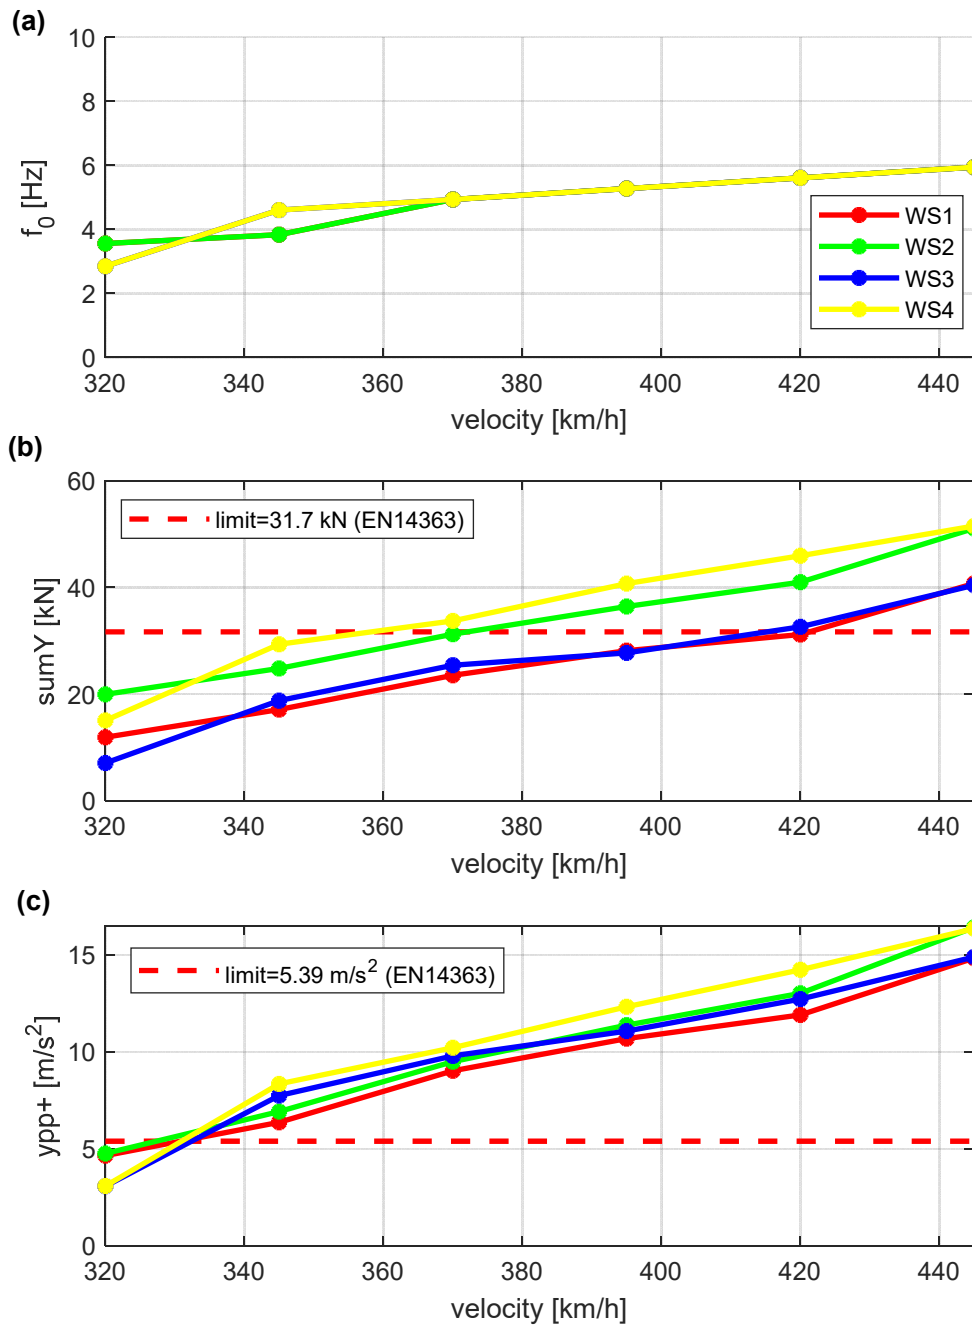 (a)
10
8
6
4
2
0
f0 [Hz]
WS1
WS2
WS3
WS4
320 340 360 380 400 420 440
velocity [km/h]
(b)
60
40
20
0
sumY [kN]
limit=31.7 kN (EN14363)
320 340 360 380 400 420 440
velocity [km/h]
(c)
15
10
5
0
ypp+ [m/s2]
limit=5.39 m/s2 (EN14363)
320 340 360 380 400 420 440
velocity [km/h]